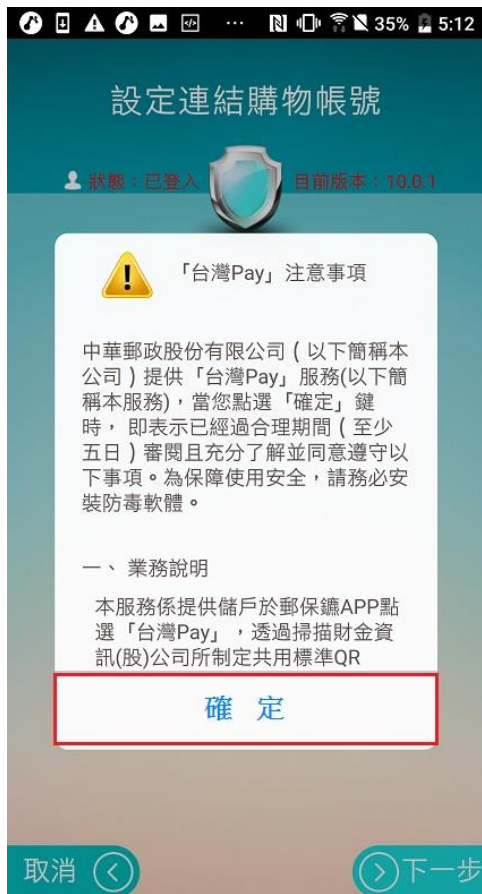 35% 5:12
設定連結購物帳號
狀態：已登入 目前版本：10.0.1
「台灣Pay」注意事項
中華郵政股份有限公司（以下簡稱本
公司）提供「台灣Pay」服務(以下簡
稱本服務)，當您點選「確定」鍵
時， 即表示已經過合理期間（至少
五日）審閱且充分了解並同意遵守以
下事項。為保障使用安全，請務必安
裝防毒軟體。
一、 業務說明
本服務係提供儲戶於郵保鑣APP點
選「台灣Pay」，透過掃描財金資
訊(股)公司所制定共用標準QR
確 定
取消 下一步